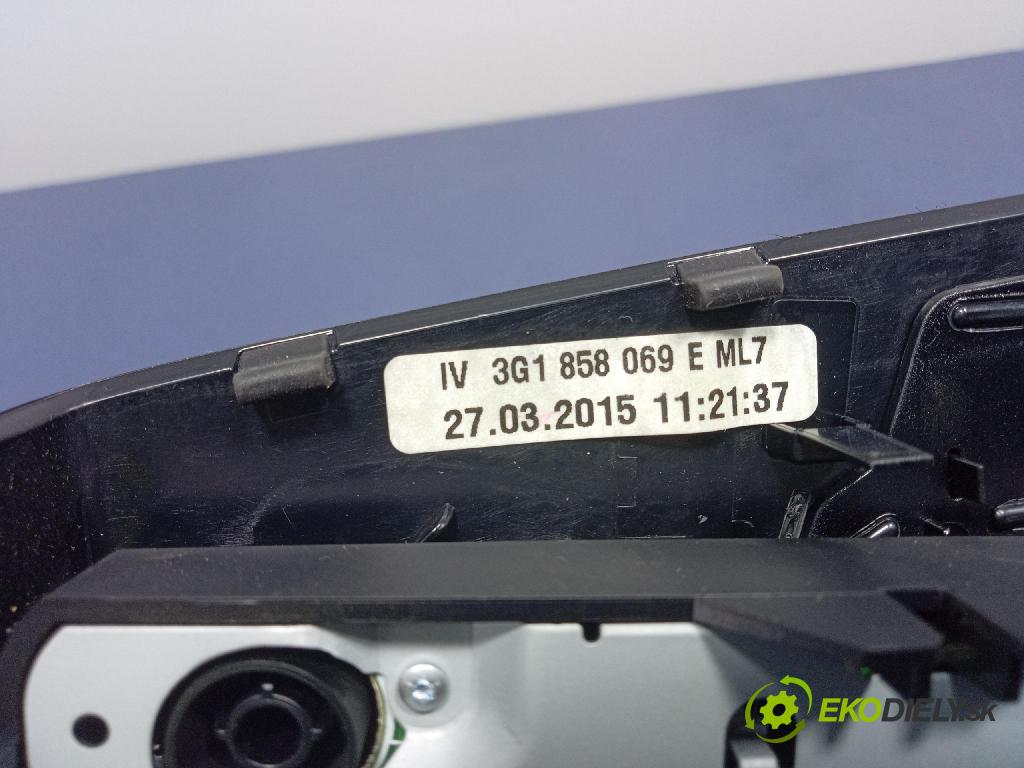 IV 3G1 858 069 E ML7
27.03.2015 11:21:37
EKODIELY.SK